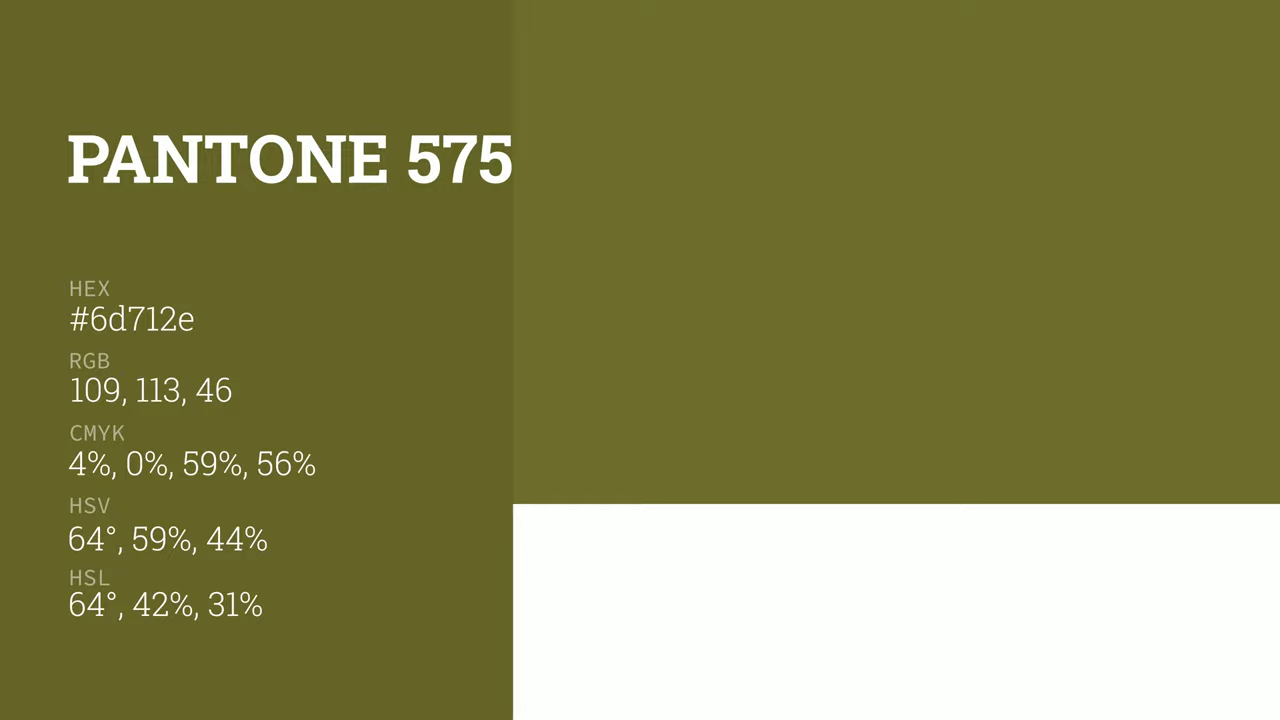 PANTONE 575
HEX
#6d712e
RGB
109, 113, 46
CMYK
4%, 0%, 59%, 56%
HSV
64°, 59%, 44%
HSL
64°, 42%, 31%